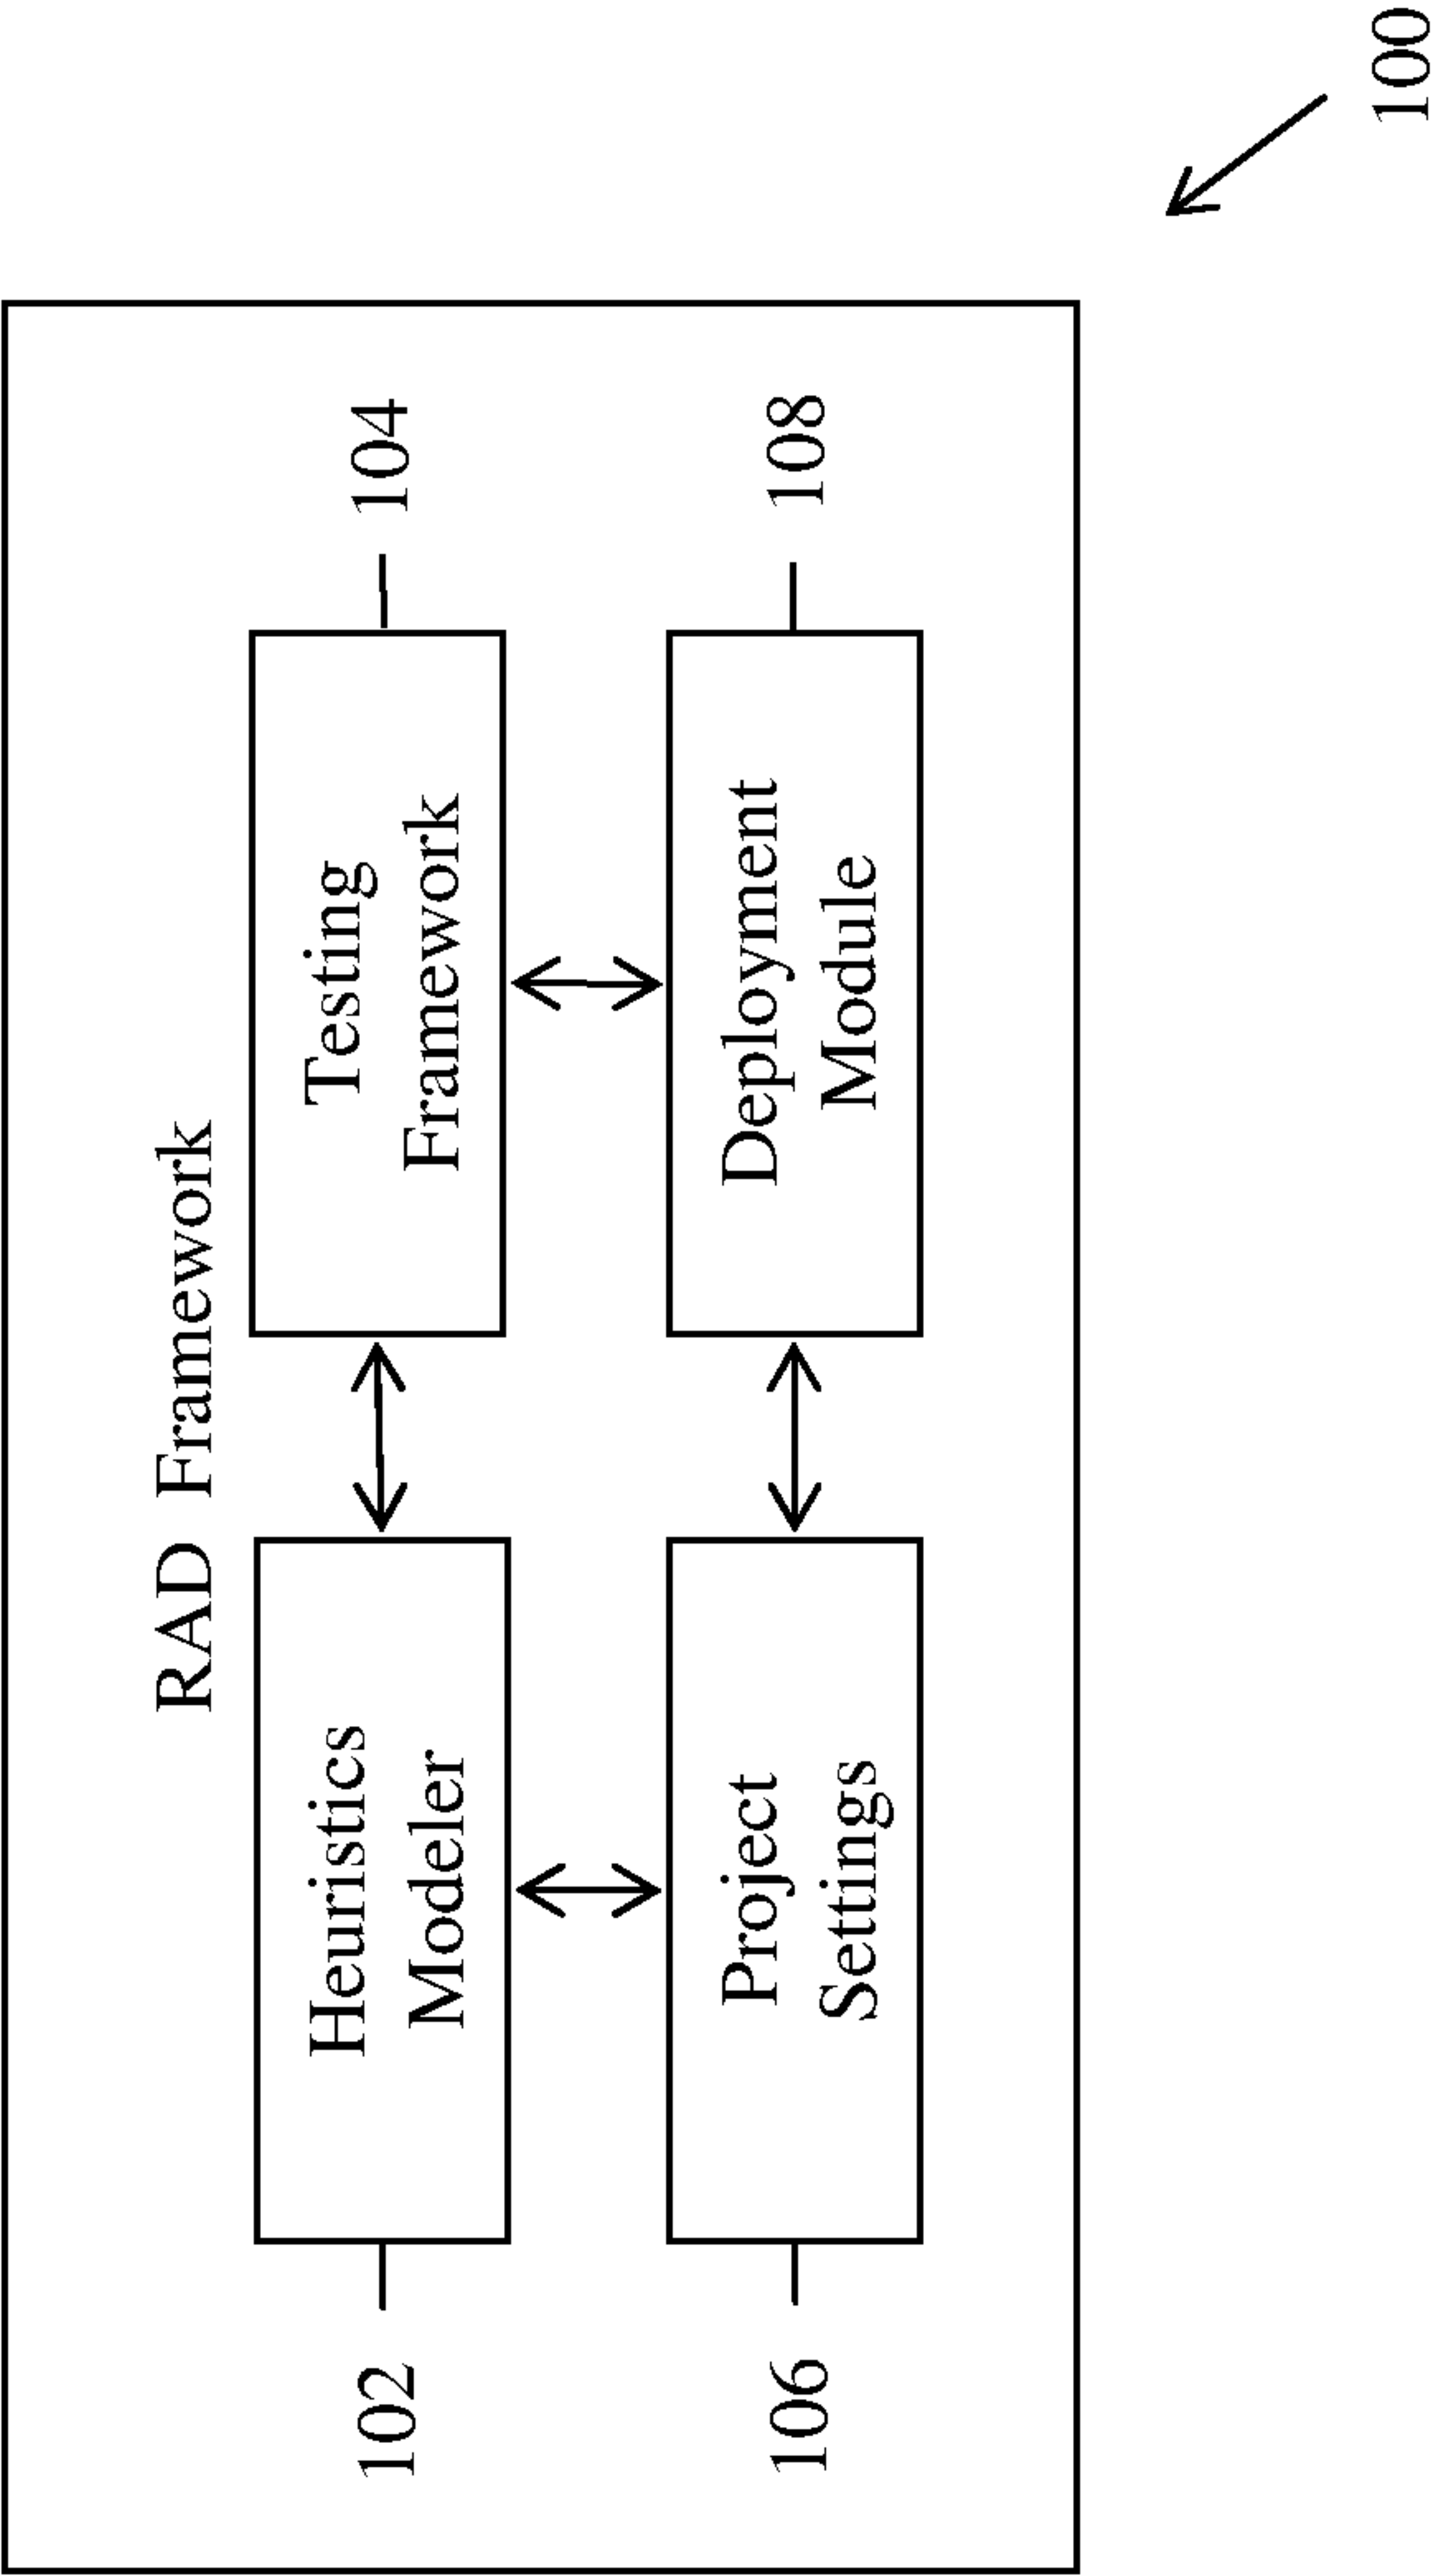 RAD Framework
102
Heuristics
Modeler
Testing
Framework
104
106
Project
Settings
Deployment
Module
108
100